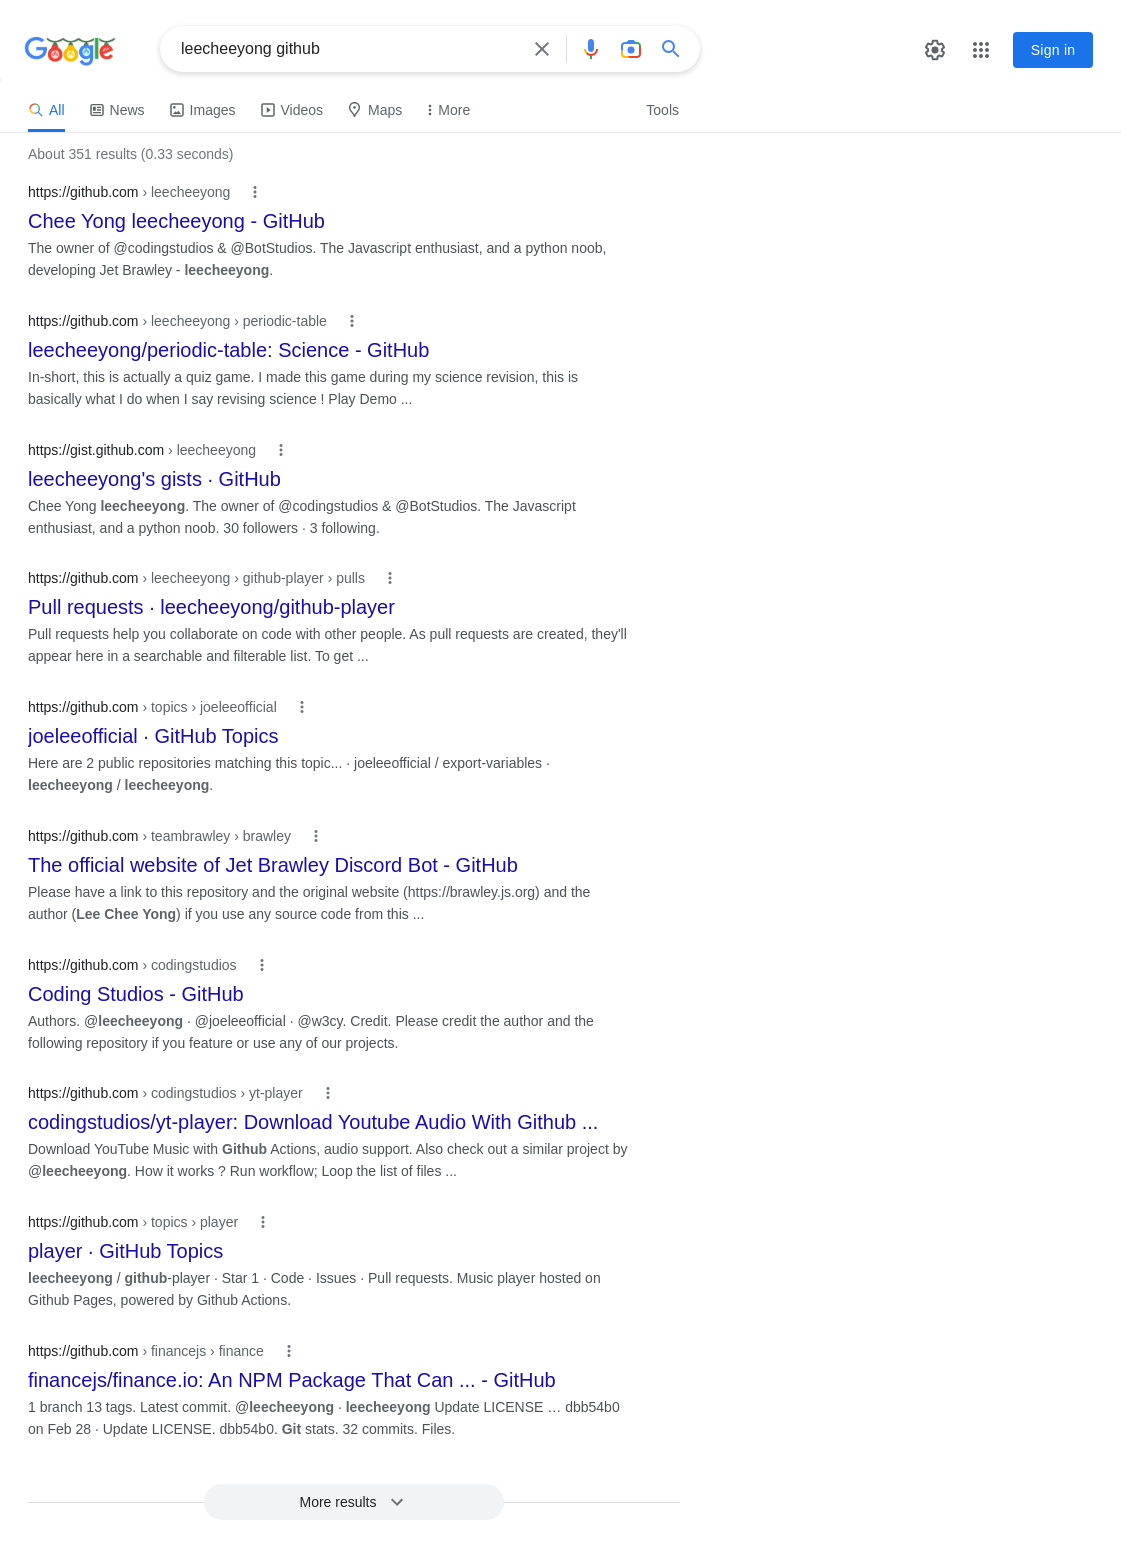 Google
leecheeyong github
Sign in
All News Images Videos Maps More Tools
About 351 results (0.33 seconds)
https://github.com › leecheeyong
Chee Yong leecheeyong - GitHub
The owner of @codingstudios & @BotStudios. The Javascript enthusiast, and a python noob,
developing Jet Brawley - leecheeyong.
https://github.com › leecheeyong › periodic-table
leecheeyong/periodic-table: Science - GitHub
In-short, this is actually a quiz game. I made this game during my science revision, this is
basically what I do when I say revising science ! Play Demo ...
https://gist.github.com › leecheeyong
leecheeyong's gists · GitHub
Chee Yong leecheeyong. The owner of @codingstudios & @BotStudios. The Javascript
enthusiast, and a python noob. 30 followers · 3 following.
https://github.com › leecheeyong › github-player › pulls
Pull requests · leecheeyong/github-player
Pull requests help you collaborate on code with other people. As pull requests are created, they'll
appear here in a searchable and filterable list. To get ...
https://github.com › topics › joeleeofficial
joeleeofficial · GitHub Topics
Here are 2 public repositories matching this topic... · joeleeofficial / export-variables ·
leecheeyong / leecheeyong.
https://github.com › teambrawley › brawley
The official website of Jet Brawley Discord Bot - GitHub
Please have a link to this repository and the original website (https://brawley.js.org) and the
author (Lee Chee Yong) if you use any source code from this ...
https://github.com › codingstudios
Coding Studios - GitHub
Authors. @leecheeyong · @joeleeofficial · @w3cy. Credit. Please credit the author and the
following repository if you feature or use any of our projects.
https://github.com › codingstudios › yt-player
codingstudios/yt-player: Download Youtube Audio With Github ...
Download YouTube Music with Github Actions, audio support. Also check out a similar project by
@leecheeyong. How it works ? Run workflow; Loop the list of files ...
https://github.com › topics › player
player · GitHub Topics
leecheeyong / github-player · Star 1 · Code · Issues · Pull requests. Music player hosted on
Github Pages, powered by Github Actions.
https://github.com › financejs › finance
financejs/finance.io: An NPM Package That Can ... - GitHub
1 branch 13 tags. Latest commit. @leecheeyong · leecheeyong Update LICENSE … dbb54b0
on Feb 28 · Update LICENSE. dbb54b0. Git stats. 32 commits. Files.
More results